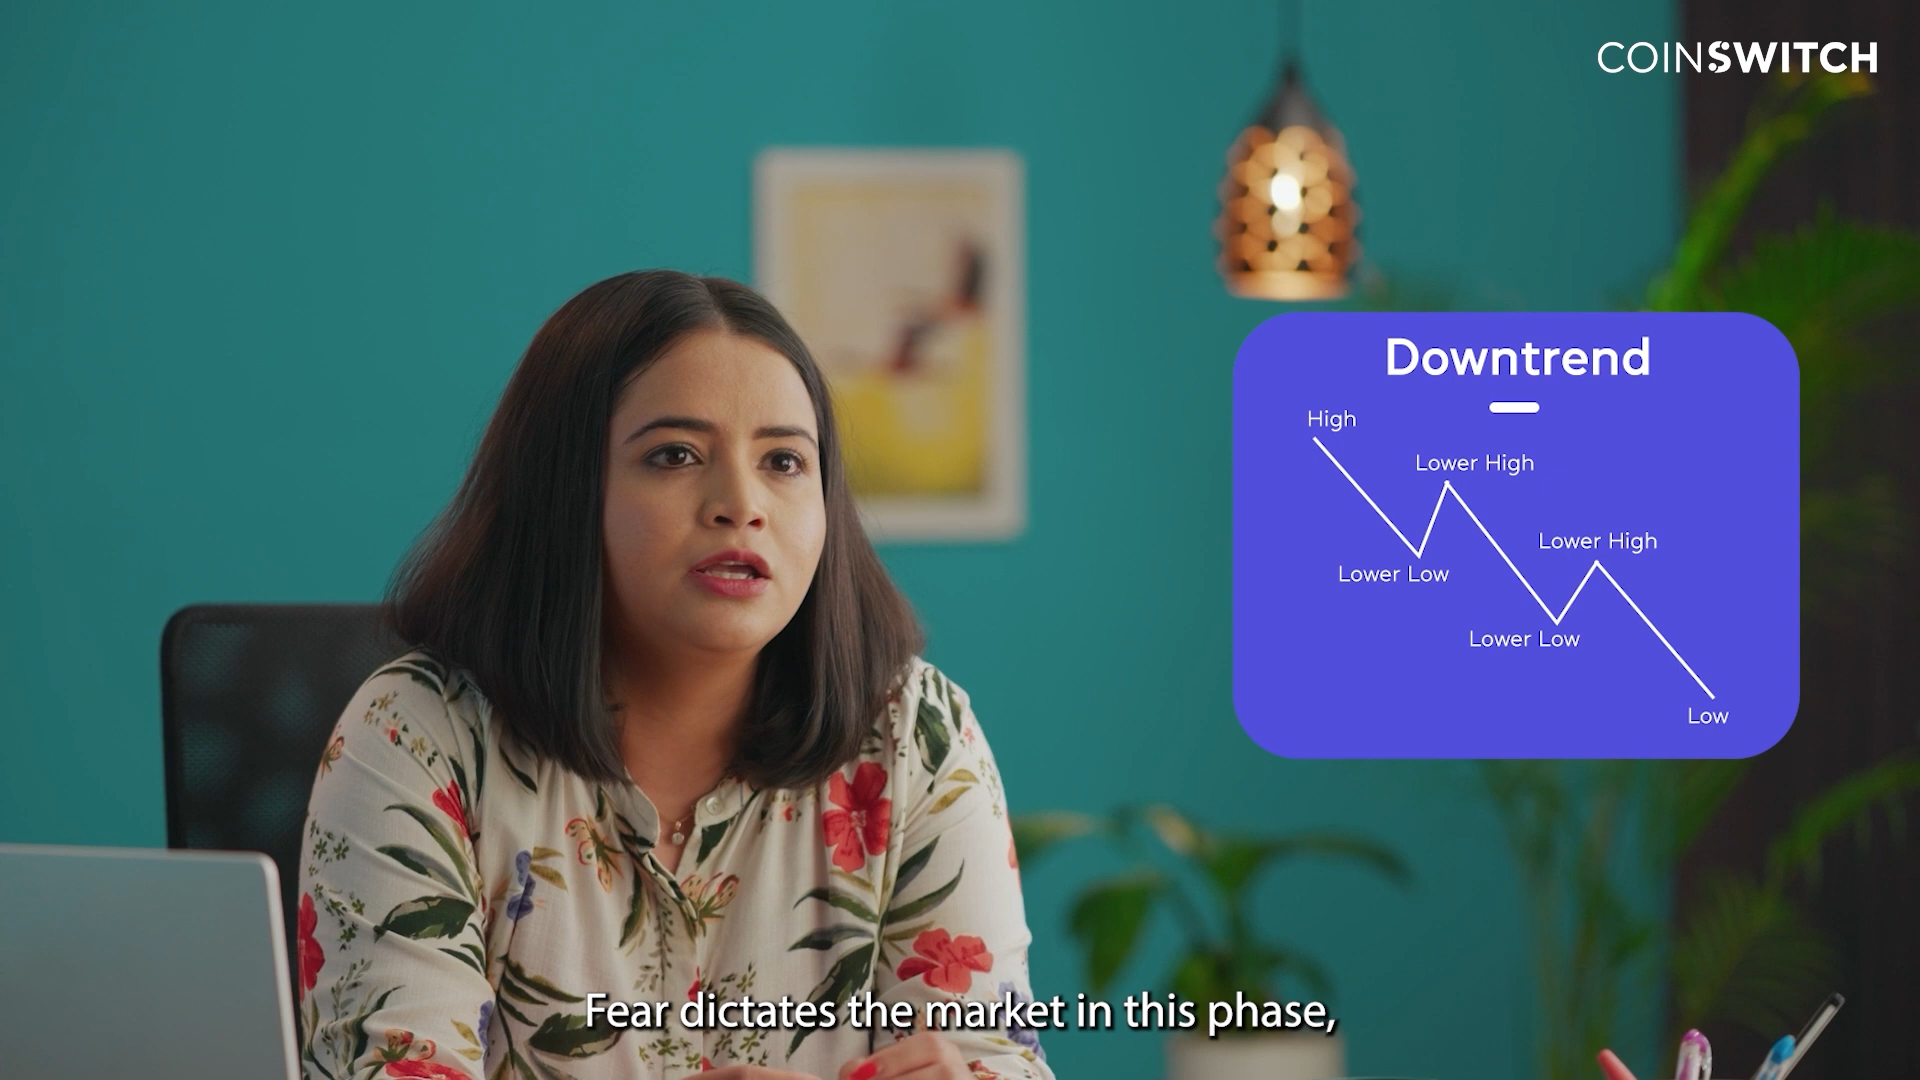 COINSWITCH
Downtrend
High
Lower High
Lower High
Lower Low
Lower Low
Low
Fear dictates the market in this phase,